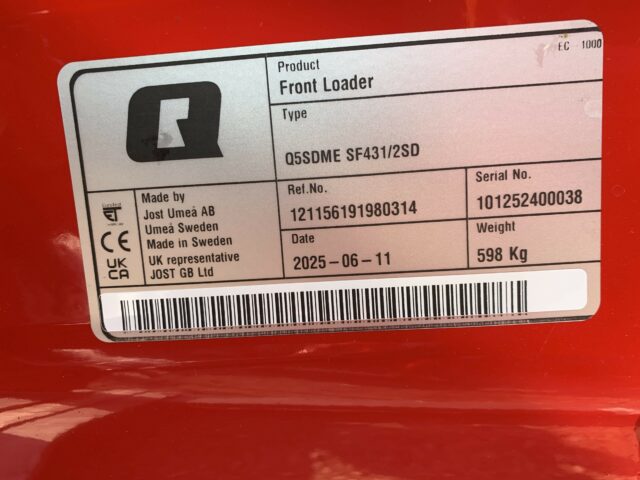 EC 1000
Product
Front Loader
Type
Q5SDME SF431/2SD
Ref.No.
121156191980314
Serial No.
101252400038
Date
2025-06-11
Weight
598 Kg
Made by
Jost Umeå AB
Umeå Sweden
Made in Sweden
UK representative
JOST GB Ltd
CE
UK
CA